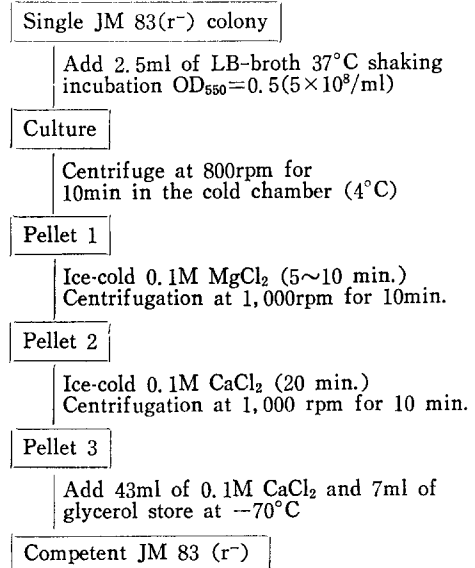 Single JM 83(r⁻) colony
Add 2.5ml of LB-broth 37°C shaking
incubation OD₅₅₀=0.5(5×10⁸/ml)
Culture
Centrifuge at 800rpm for
10min in the cold chamber (4°C)
Pellet 1
Ice-cold 0.1M MgCl₂ (5~10 min.)
Centrifugation at 1,000rpm for 10min.
Pellet 2
Ice-cold 0.1M CaCl₂ (20 min.)
Centrifugation at 1,000 rpm for 10 min.
Pellet 3
Add 43ml of 0.1M CaCl₂ and 7ml of
glycerol store at −70°C
Competent JM 83 (r⁻)